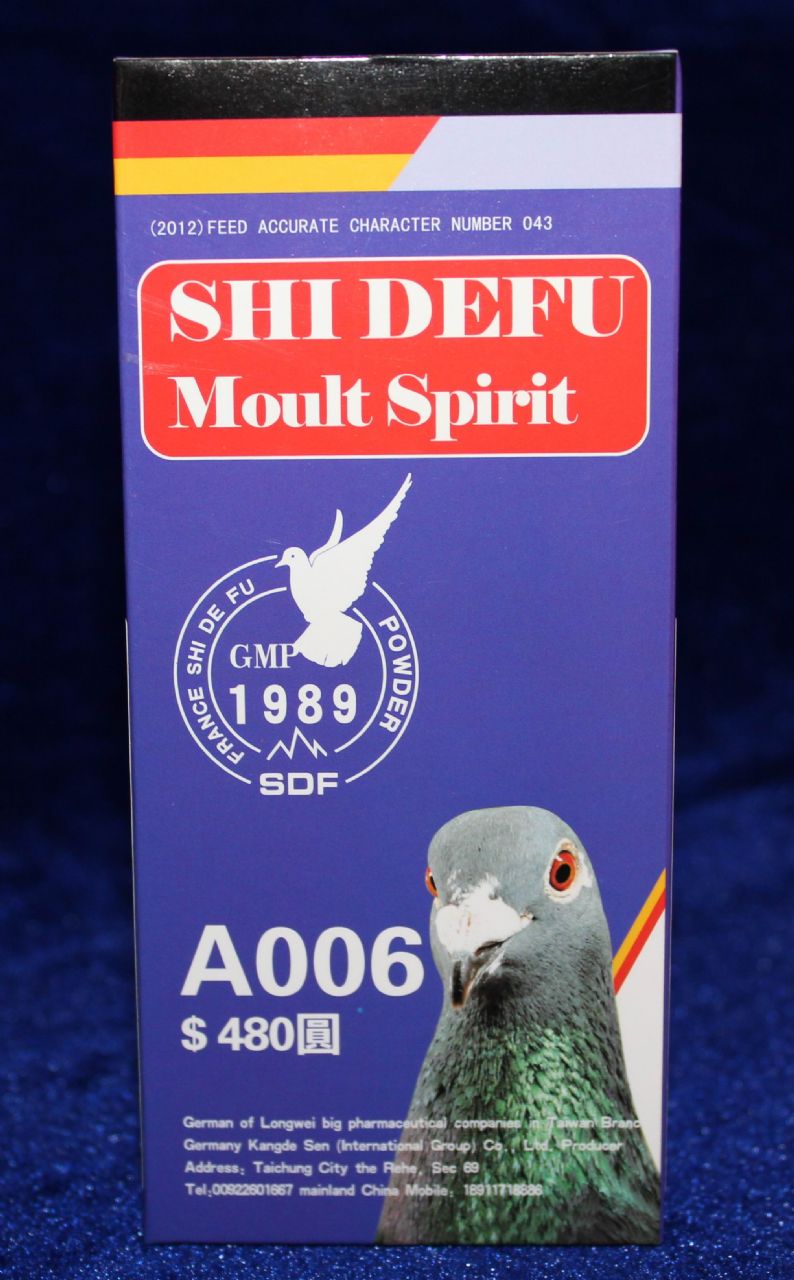 (2012)FEED ACCURATE CHARACTER NUMBER 043
SHI DEFU
Moult Spirit
FRANCE SHI DE FU
POWDER
GMP
1989
SDF
A006
$ 480圓
German of Longwei big pharmaceutical companies in Taiwan Branc
Germany Kangde Sen (International Group) Co., Ltd. Producer
Address: Taichung City the Rehe, Sec 69
Tel:00922601667 mainland China Mobile: 18911718888